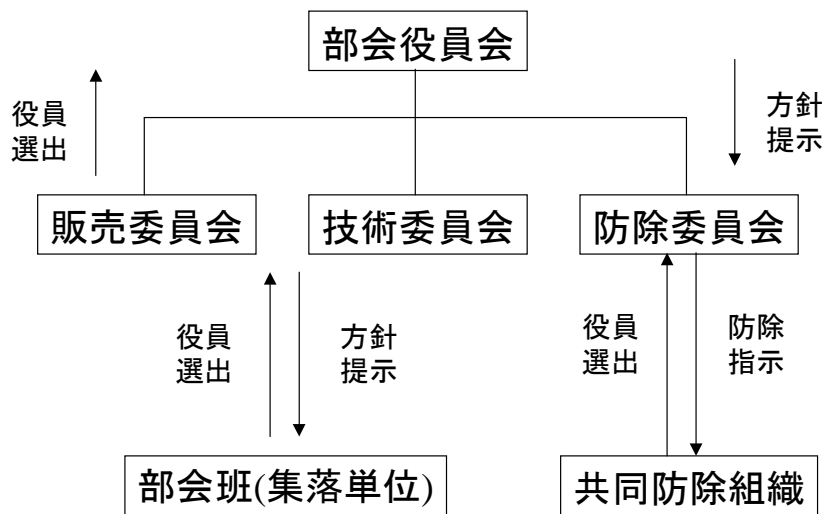 部会役員会
役員
選出
方針
提示
販売委員会
技術委員会
防除委員会
役員
選出
方針
提示
役員
選出
防除
指示
部会班(集落単位)
共同防除組織